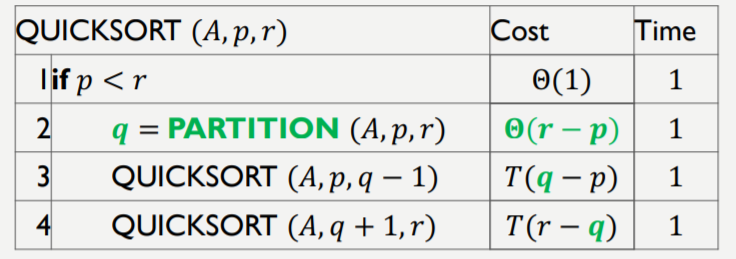 QUICKSORT (A, p, r) Cost Time
1 if p < r Θ(1) 1
2 q = PARTITION (A, p, r) Θ(r − p) 1
3 QUICKSORT (A, p, q − 1) T(q − p) 1
4 QUICKSORT (A, q + 1, r) T(r − q) 1